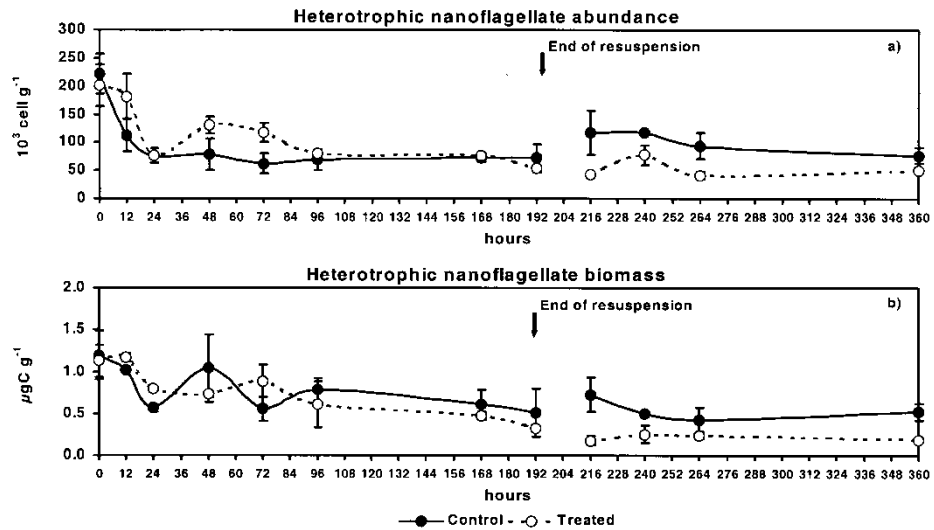 Heterotrophic nanoflagellate abundance
300
250
200
150
100
50
0
10³ cell g⁻¹
End of resuspension
a)
0 12 24 36 48 60 72 84 96 108 120 132 144 156 168 180 192 204 216 228 240 252 264 276 288 300 312 324 336 348 360
hours
Heterotrophic nanoflagellate biomass
2.0
1.5
1.0
0.5
0.0
µgC g⁻¹
End of resuspension
b)
0 12 24 36 48 60 72 84 96 108 120 132 144 156 168 180 192 204 216 228 240 252 264 276 288 300 312 324 336 348 360
hours
Control Treated